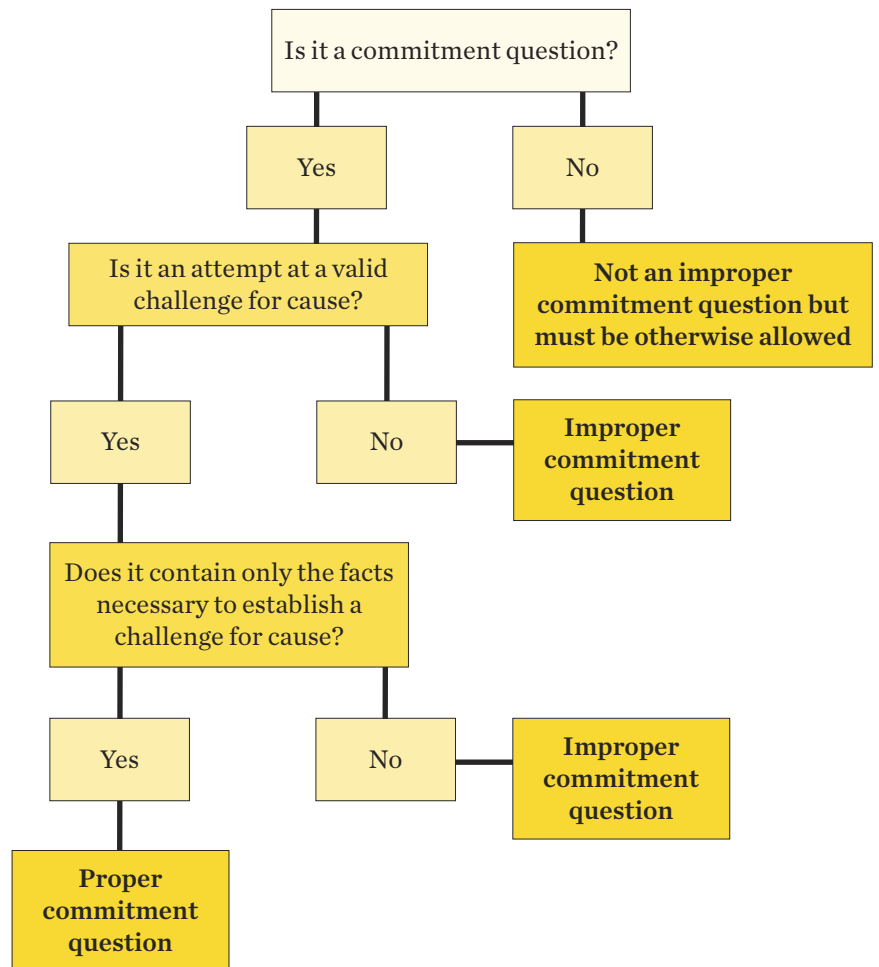 Is it a commitment question?
Yes
No
Is it an attempt at a valid
challenge for cause?
Not an improper
commitment question but
must be otherwise allowed
Yes
No
Improper
commitment
question
Does it contain only the facts
necessary to establish a
challenge for cause?
Yes
No
Improper
commitment
question
Proper
commitment
question